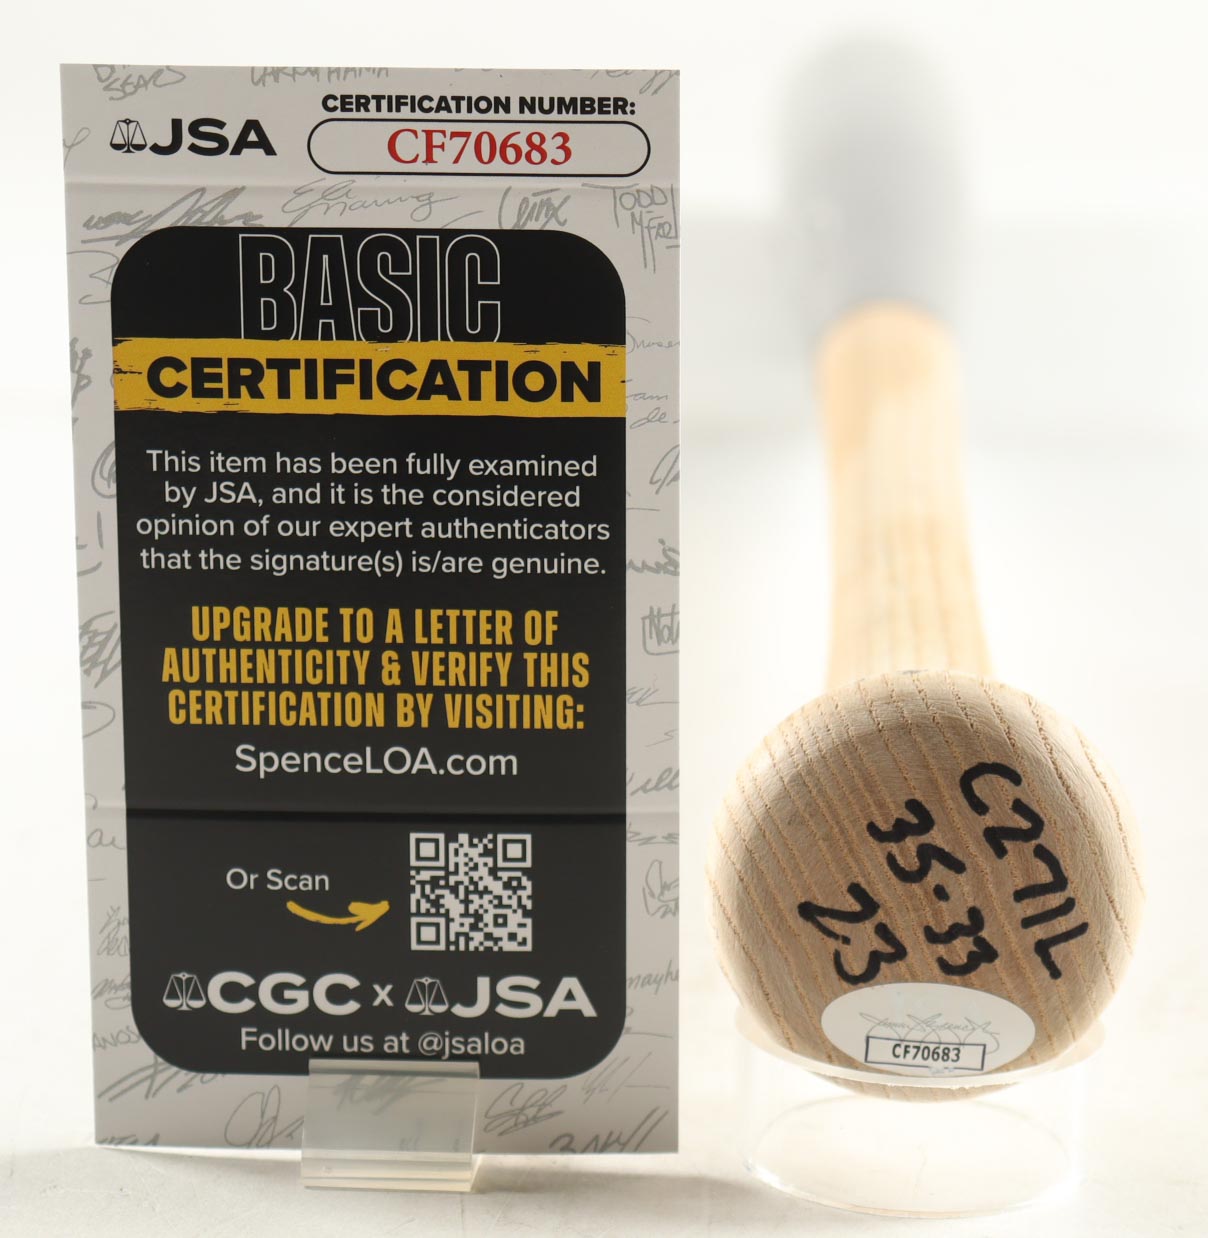 JSA
CERTIFICATION NUMBER:
CF70683
BASIC
CERTIFICATION
This item has been fully examined
by JSA, and it is the considered
opinion of our expert authenticators
that the signature(s) is/are genuine.
UPGRADE TO A LETTER OF
AUTHENTICITY & VERIFY THIS
CERTIFICATION BY VISITING:
SpenceLOA.com
Or Scan
CGC x JSA
Follow us at @jsaloa
C271L
35-33
23
CF70683